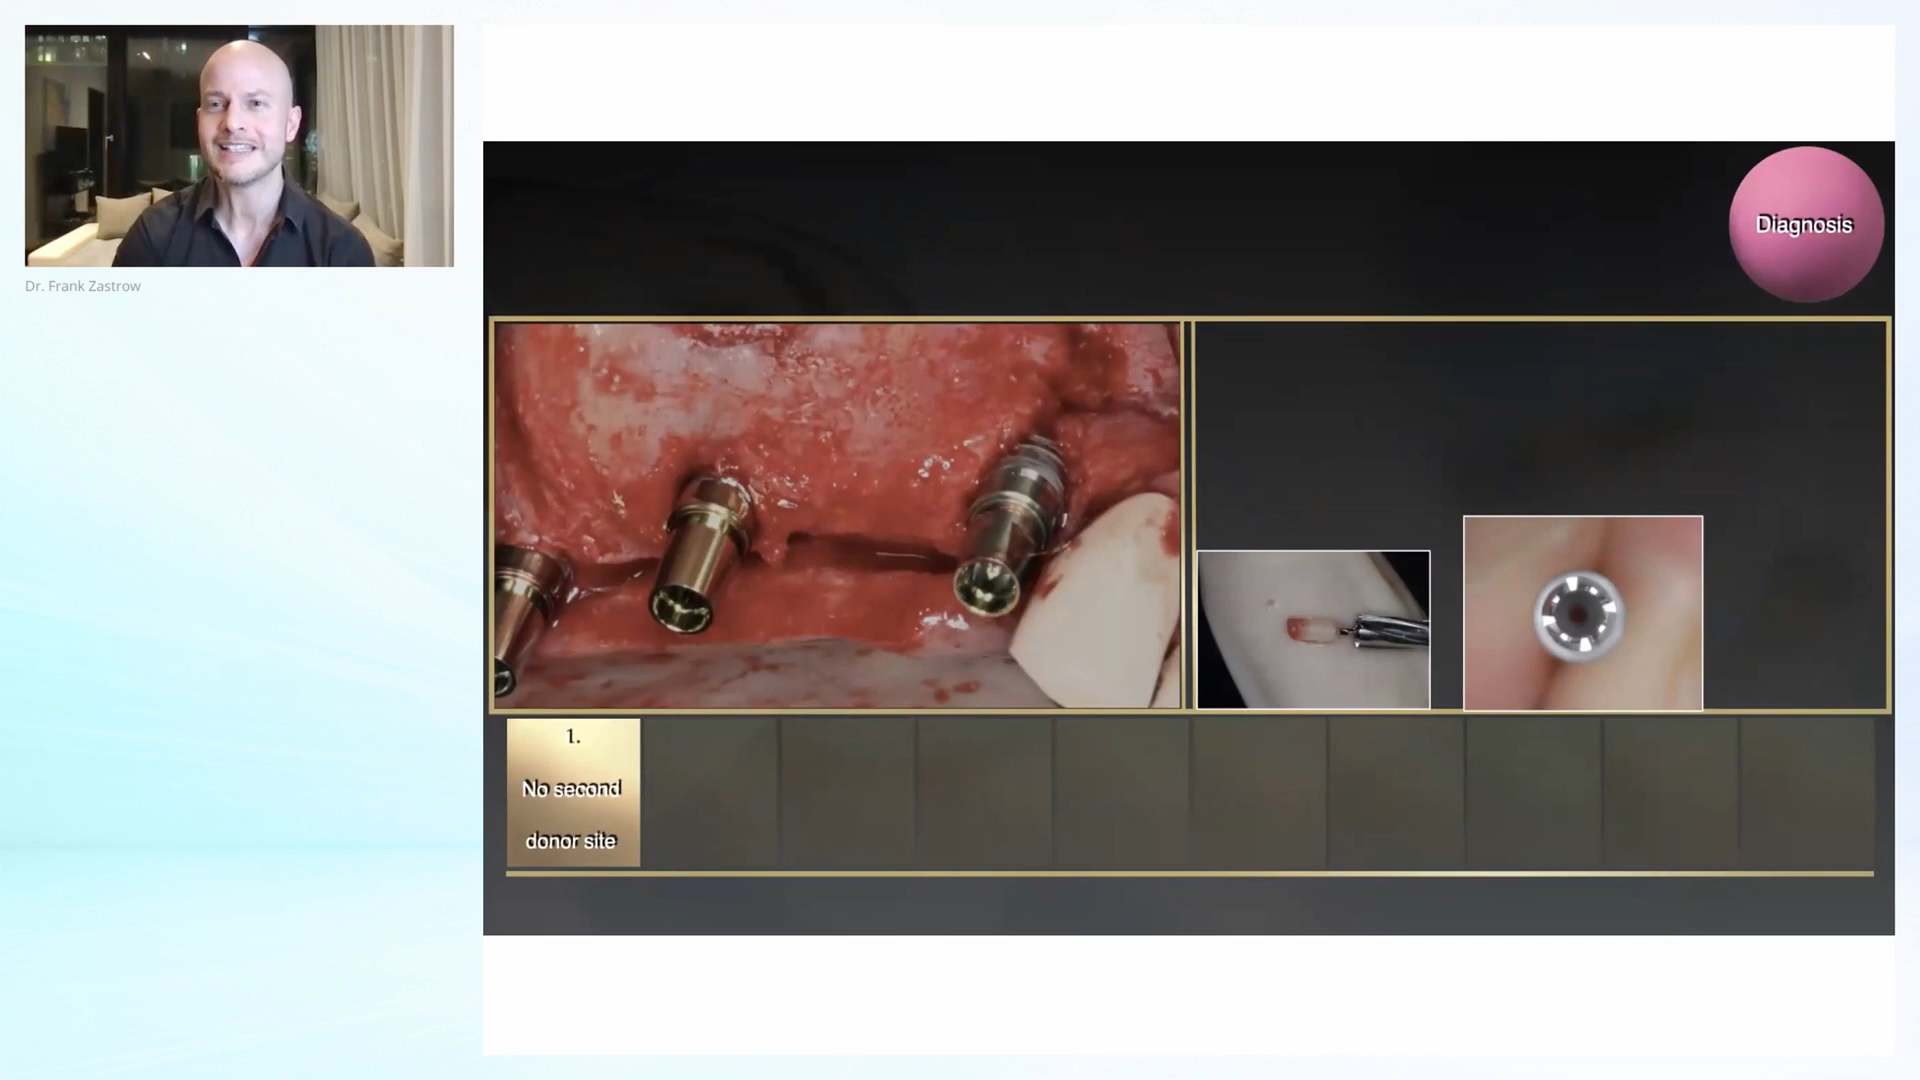 Dr. Frank Zastrow
Diagnosis
1.
No second
donor site